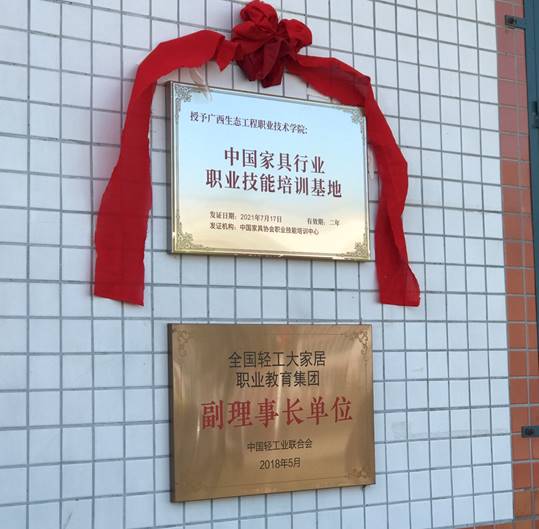 授予广西生态工程职业技术学院:
中国家具行业
职业技能培训基地
发证日期: 2021年7月17日 有效期: 二年
发证机构: 中国家具协会职业技能培训中心
全国轻工大家居
职业教育集团
副理事长单位
中国轻工业联合会
2018年5月